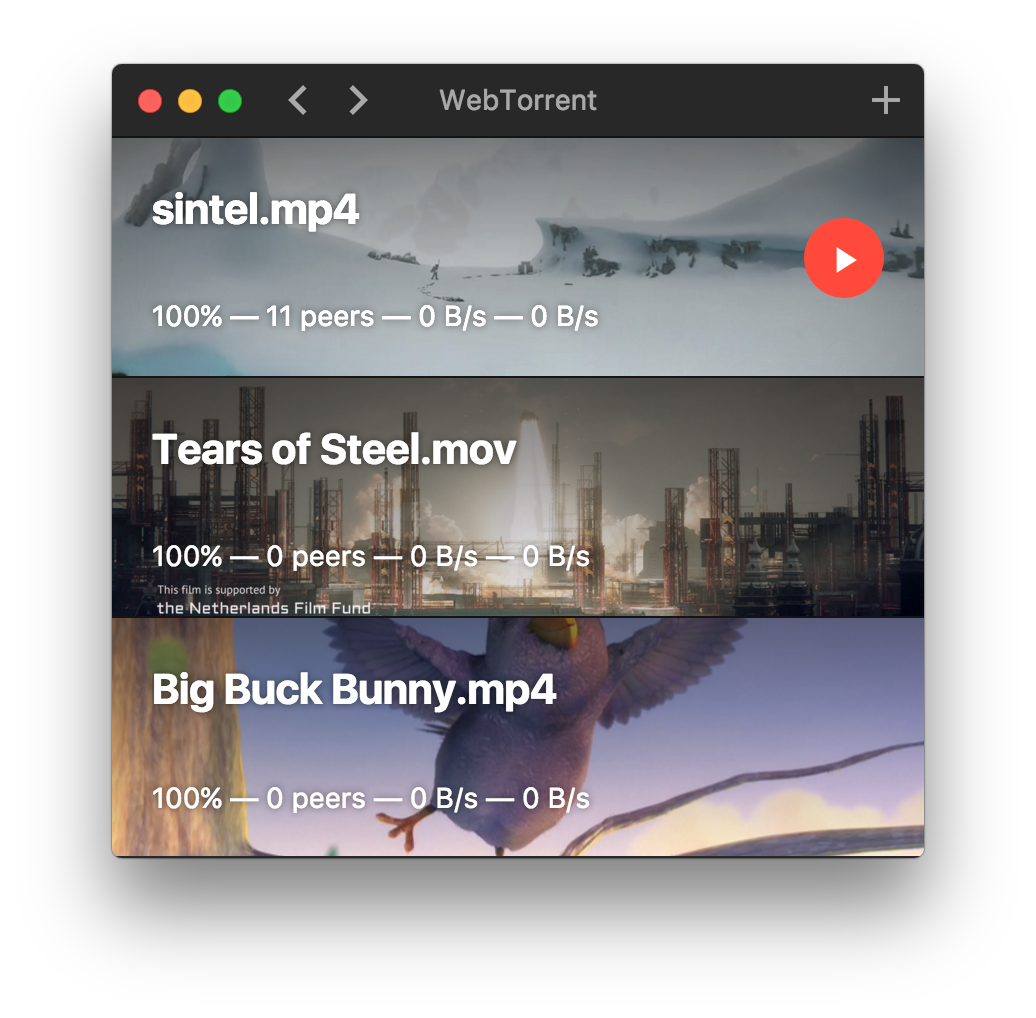 WebTorrent
sintel.mp4
100% — 11 peers — 0 B/s — 0 B/s
Tears of Steel.mov
100% — 0 peers — 0 B/s — 0 B/s
This film is supported by
the Netherlands Film Fund
Big Buck Bunny.mp4
100% — 0 peers — 0 B/s — 0 B/s